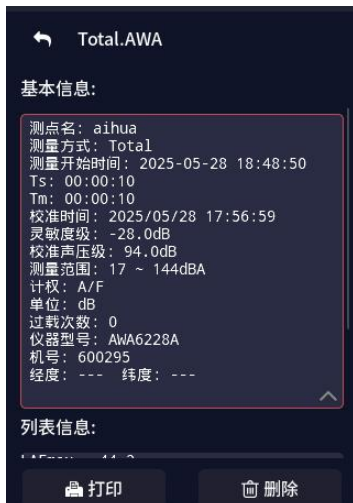 Total.AWA
基本信息:
测点名: aihua
测量方式: Total
测量开始时间: 2025-05-28 18:48:50
Ts: 00:00:10
Tm: 00:00:10
校准时间: 2025/05/28 17:56:59
灵敏度级: -28.0dB
校准声压级: 94.0dB
测量范围: 17 ~ 144dBA
计权: A/F
单位: dB
过载次数: 0
仪器型号: AWA6228A
机号: 600295
经度: --- 纬度: ---
列表信息:
打印 删除